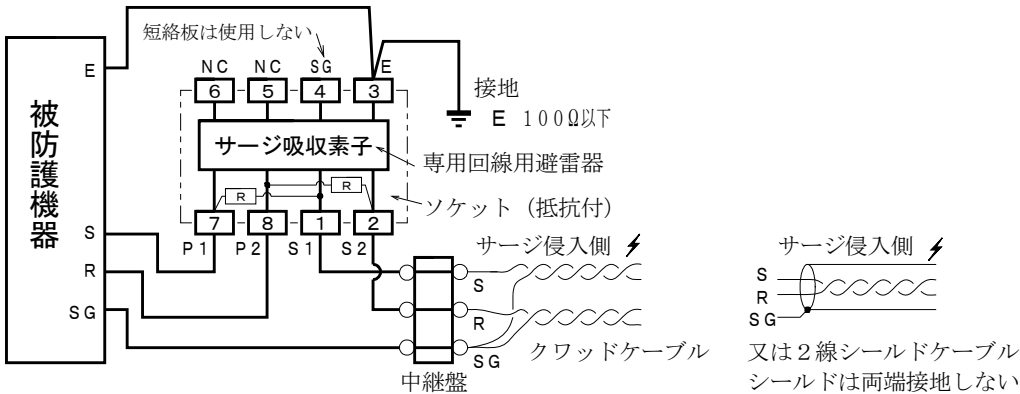 短絡板は使用しない
NC NC SG E
6 5 4 3
E
接地
E 100Ω以下
被防護機器
サージ吸収素子
専用回線用避雷器
R R
ソケット（抵抗付）
7 8 1 2
P1 P2 S1 S2
S
R
SG
サージ侵入側
S
R
SG
クワッドケーブル
中継盤
サージ侵入側
S
R
SG
又は２線シールドケーブル
シールドは両端接地しない